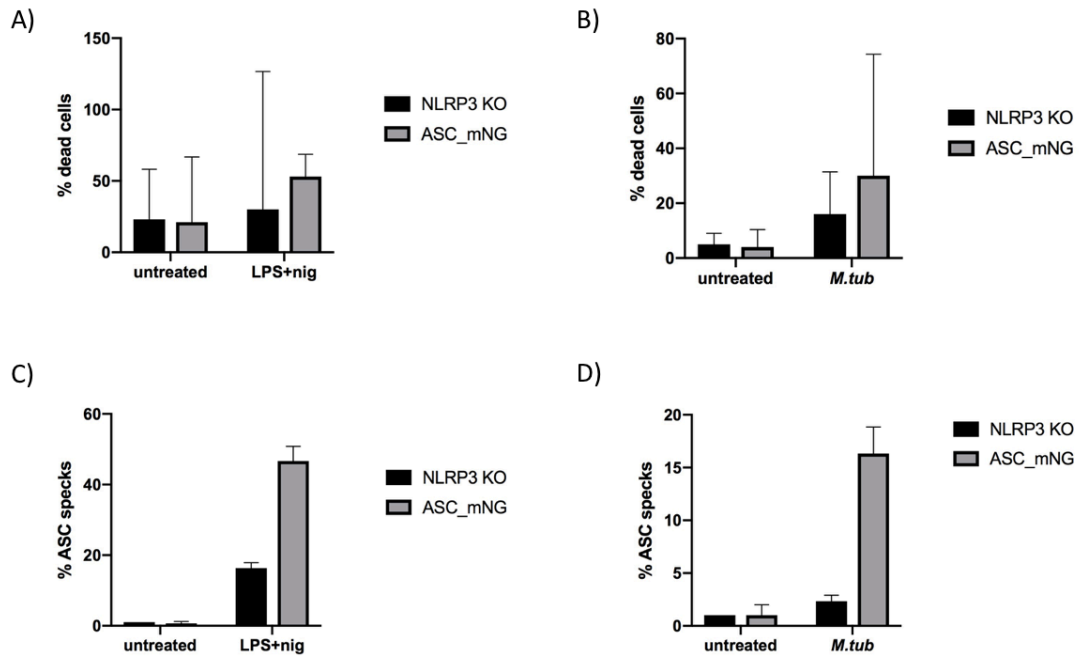 A)
% dead cells
150
100
50
0
untreated
LPS+nig
NLRP3 KO
ASC_mNG
B)
% dead cells
80
60
40
20
0
untreated
M.tub
NLRP3 KO
ASC_mNG
C)
% ASC specks
60
40
20
0
untreated
LPS+nig
NLRP3 KO
ASC_mNG
D)
% ASC specks
20
15
10
5
0
untreated
M.tub
NLRP3 KO
ASC_mNG